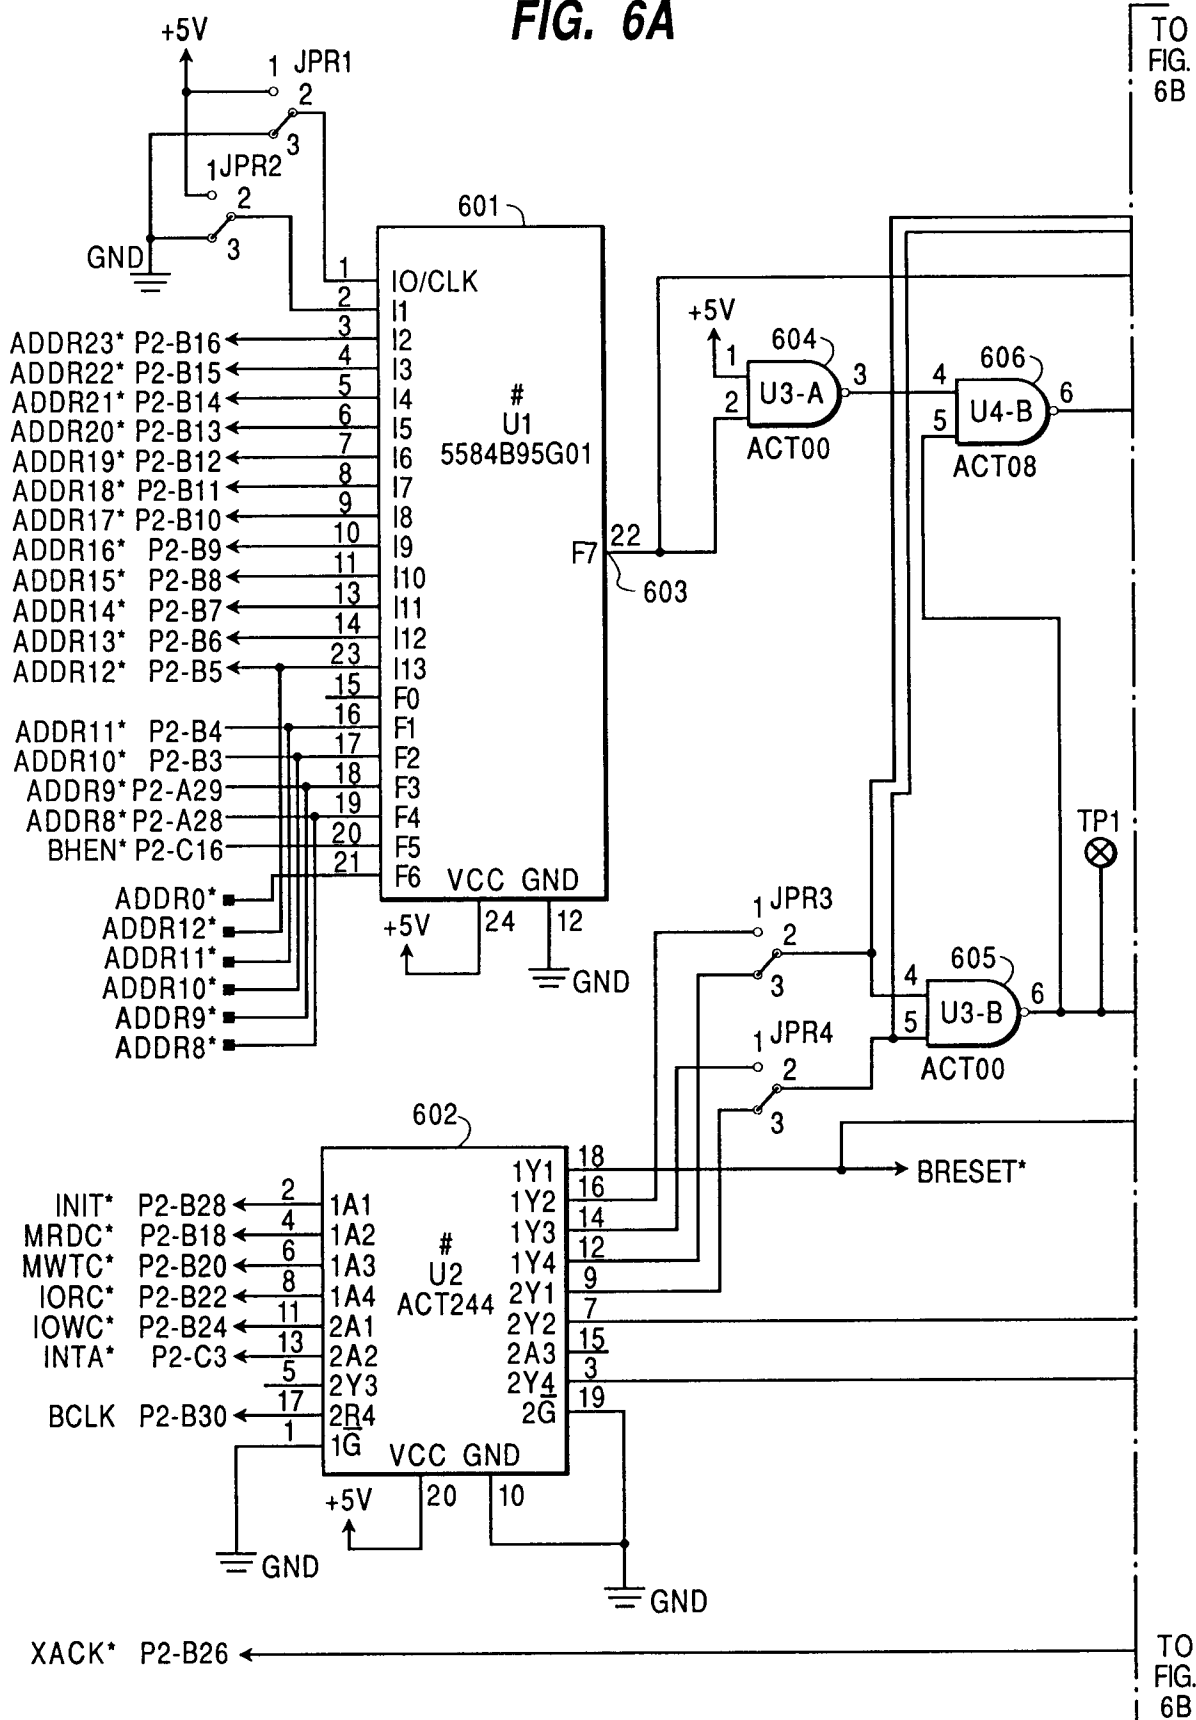 FIG. 6A
TO
FIG.
6B
+5V
1 JPR1
2
3
1 JPR2
2
3
GND
601
1 IO/CLK
2 I1
ADDR23* P2-B16 3 I2
ADDR22* P2-B15 4 I3
ADDR21* P2-B14 5 I4
ADDR20* P2-B13 6 I5
ADDR19* P2-B12 7 I6
ADDR18* P2-B11 8 I7
ADDR17* P2-B10 9 I8
ADDR16* P2-B9 10 I9
ADDR15* P2-B8 11 I10
ADDR14* P2-B7 13 I11
ADDR13* P2-B6 14 I12
ADDR12* P2-B5 23 I13
15 F0
ADDR11* P2-B4 16 F1
ADDR10* P2-B3 17 F2
ADDR9* P2-A29 18 F3
ADDR8* P2-A28 19 F4
BHEN* P2-C16 20 F5
21 F6
#
U1
5584B95G01
F7 22
603
VCC GND
+5V 24 12
GND
ADDR0*
ADDR12*
ADDR11*
ADDR10*
ADDR9*
ADDR8*
+5V
604
1
2
U3-A
3
ACT00
606
4
5
U4-B
6
ACT08
TP1
1 JPR3
2
3
605
4
5
U3-B
6
ACT00
1 JPR4
2
3
602
INIT* P2-B28 2 1A1
MRDC* P2-B18 4 1A2
MWTC* P2-B20 6 1A3
IORC* P2-B22 8 1A4
IOWC* P2-B24 11 2A1
INTA* P2-C3 13 2A2
5 2Y3
BCLK P2-B30 17 2R4
1 1G
#
U2
ACT244
1Y1 18
BRESET*
1Y2 16
1Y3 14
1Y4 12
2Y1 9
2Y2 7
2A3 15
2Y4 3
2G 19
VCC GND
+5V 20 10
GND
GND
XACK* P2-B26
TO
FIG.
6B